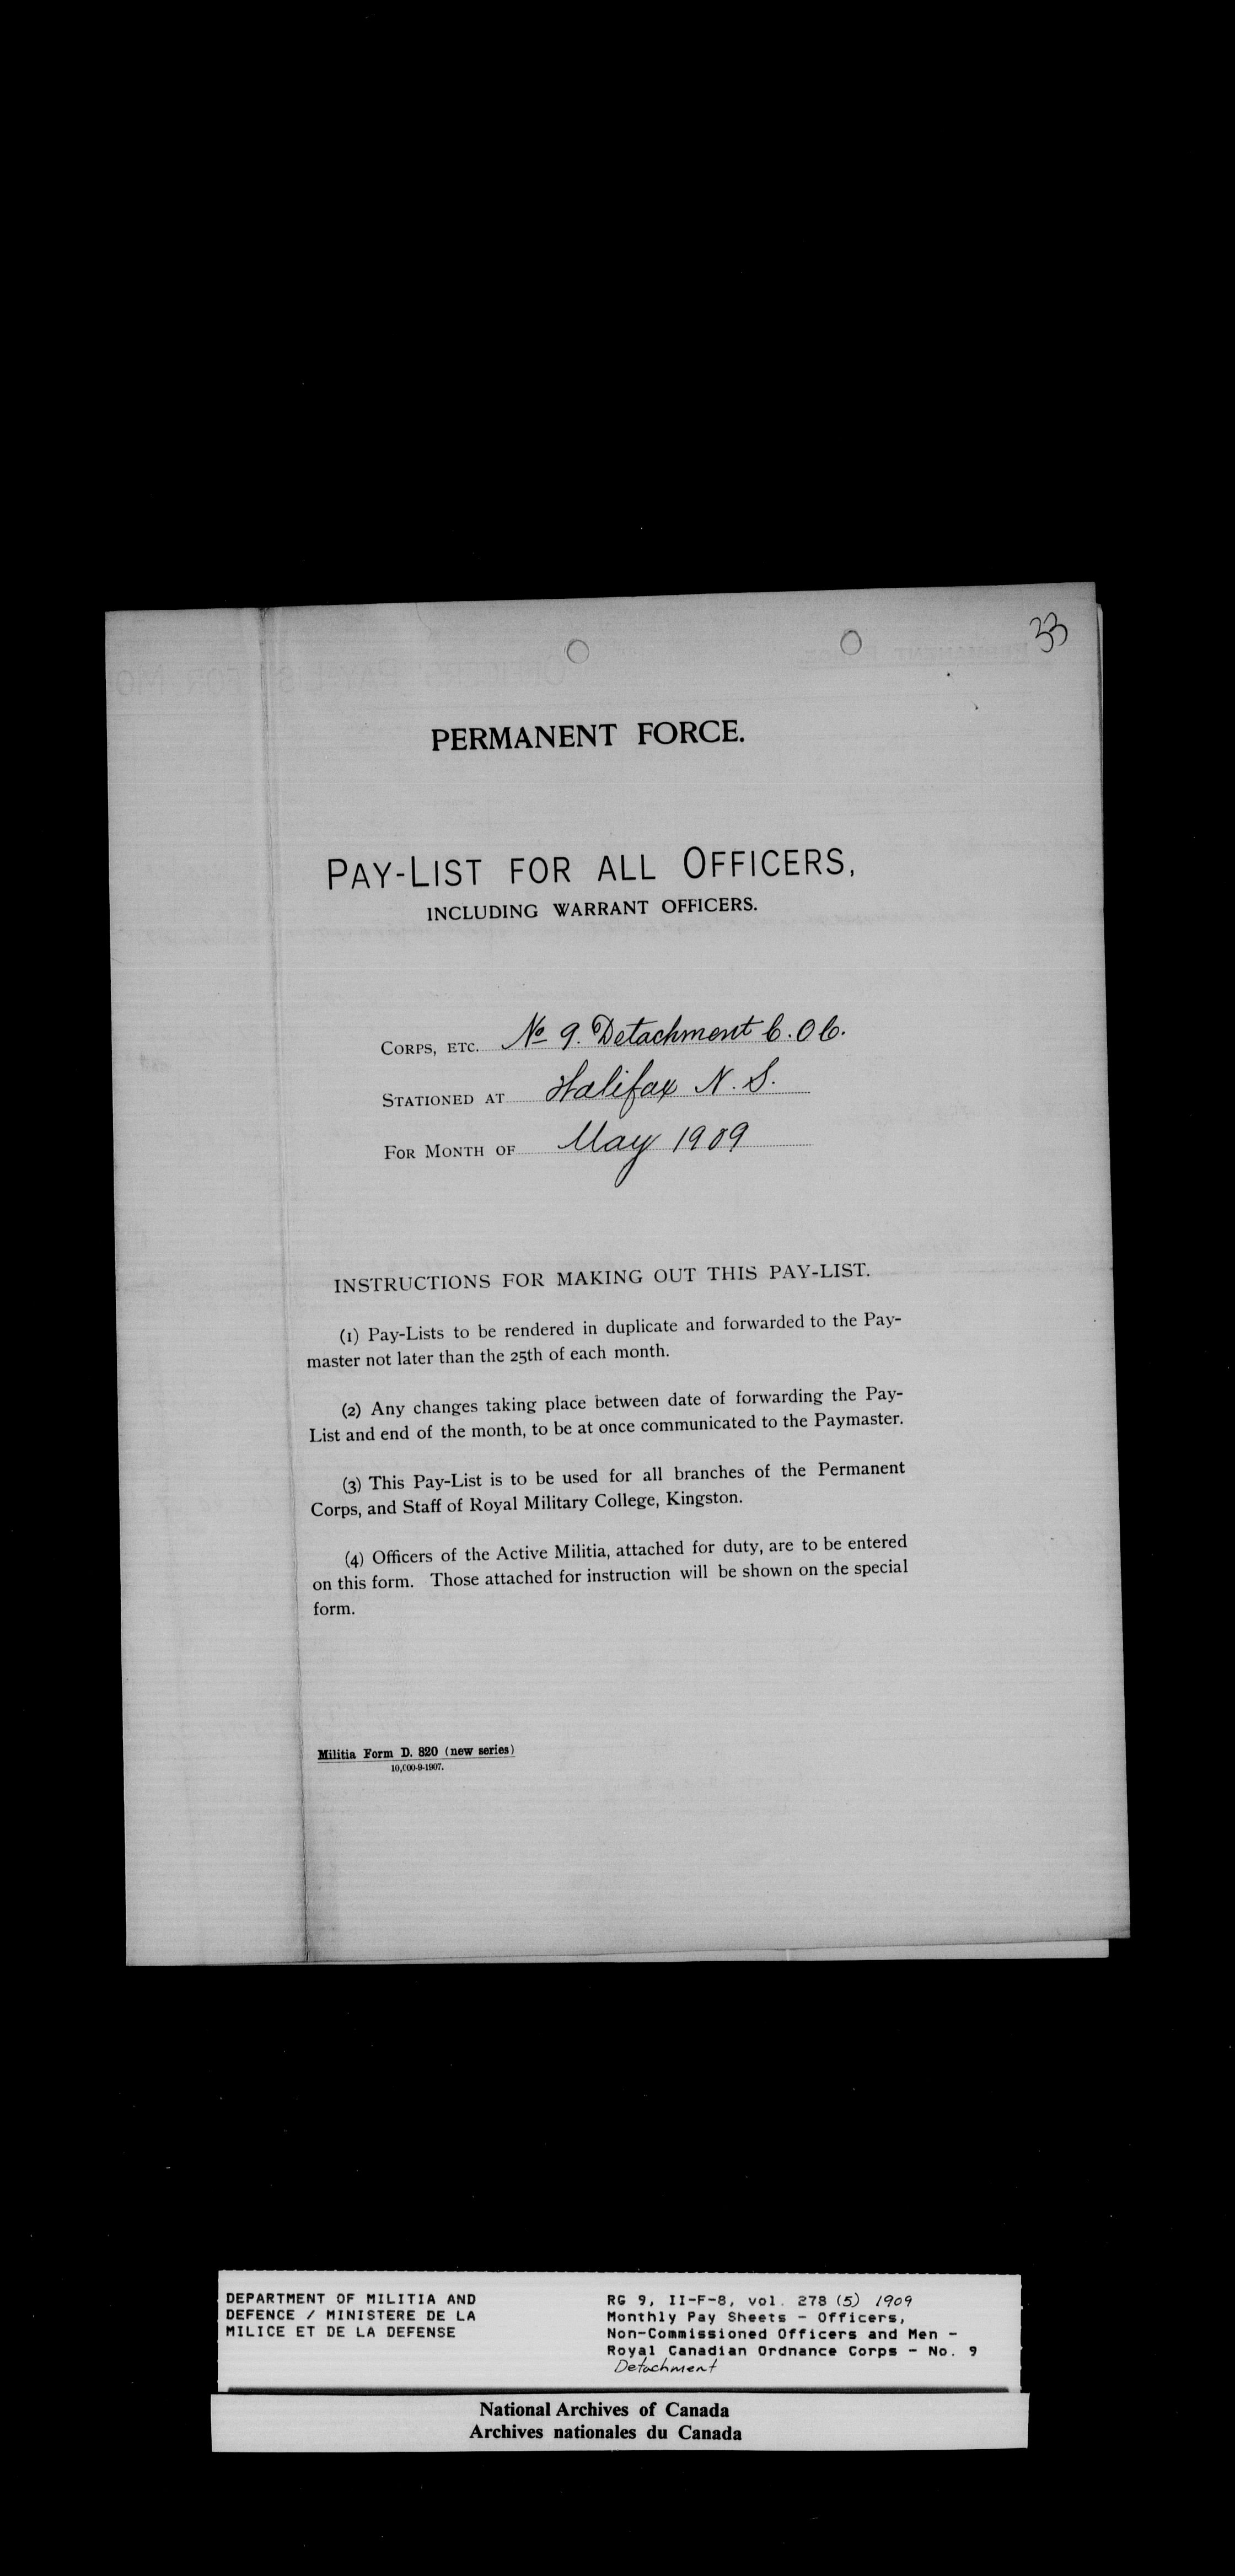 33
PERMANENT FORCE.
PAY-LIST FOR ALL OFFICERS,
INCLUDING WARRANT OFFICERS.
CORPS, ETC. No 9. Detachment C. O C.
STATIONED AT Halifax N. S.
FOR MONTH OF May 1909
INSTRUCTIONS FOR MAKING OUT THIS PAY-LIST.
(1) Pay-Lists to be rendered in duplicate and forwarded to the Pay-
master not later than the 25th of each month.
(2) Any changes taking place between date of forwarding the Pay-
List and end of the month, to be at once communicated to the Paymaster.
(3) This Pay-List is to be used for all branches of the Permanent
Corps, and Staff of Royal Military College, Kingston.
(4) Officers of the Active Militia, attached for duty, are to be entered
on this form. Those attached for instruction will be shown on the special
form.
Militia Form D. 820 (new series)
10,000-9-1907.
DEPARTMENT OF MILITIA AND
DEFENCE / MINISTERE DE LA
MILICE ET DE LA DEFENSE
RG 9, II-F-8, vol. 278 (5) 1909
Monthly Pay Sheets - Officers,
Non-Commissioned Officers and Men -
Royal Canadian Ordnance Corps - No. 9
Detachment
National Archives of Canada
Archives nationales du Canada